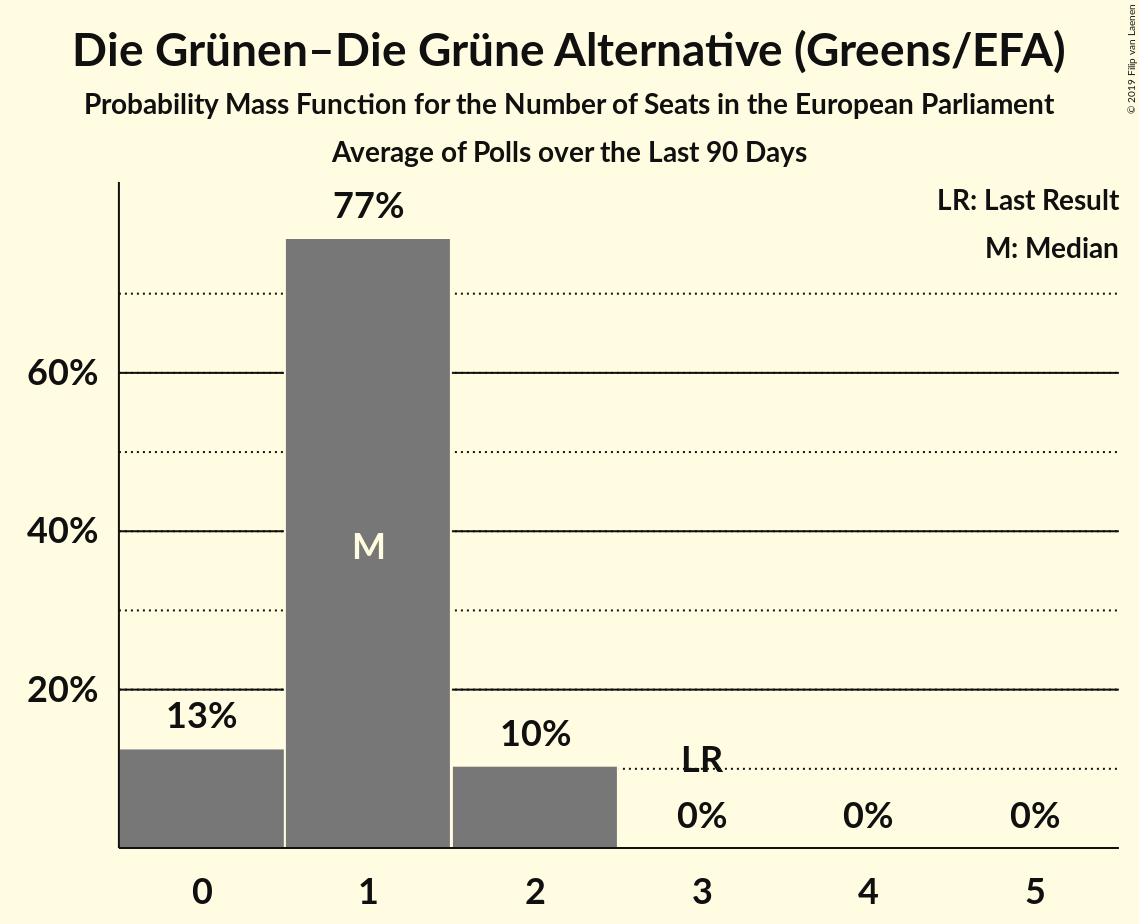 Die Grünen–Die Grüne Alternative (Greens/EFA)
Probability Mass Function for the Number of Seats in the European Parliament
Average of Polls over the Last 90 Days
© 2019 Filip van Laenen
LR: Last Result
M: Median
77%
60%
40%
M
20%
13%
10%
LR
0%
0%
0%
0
1
2
3
4
5